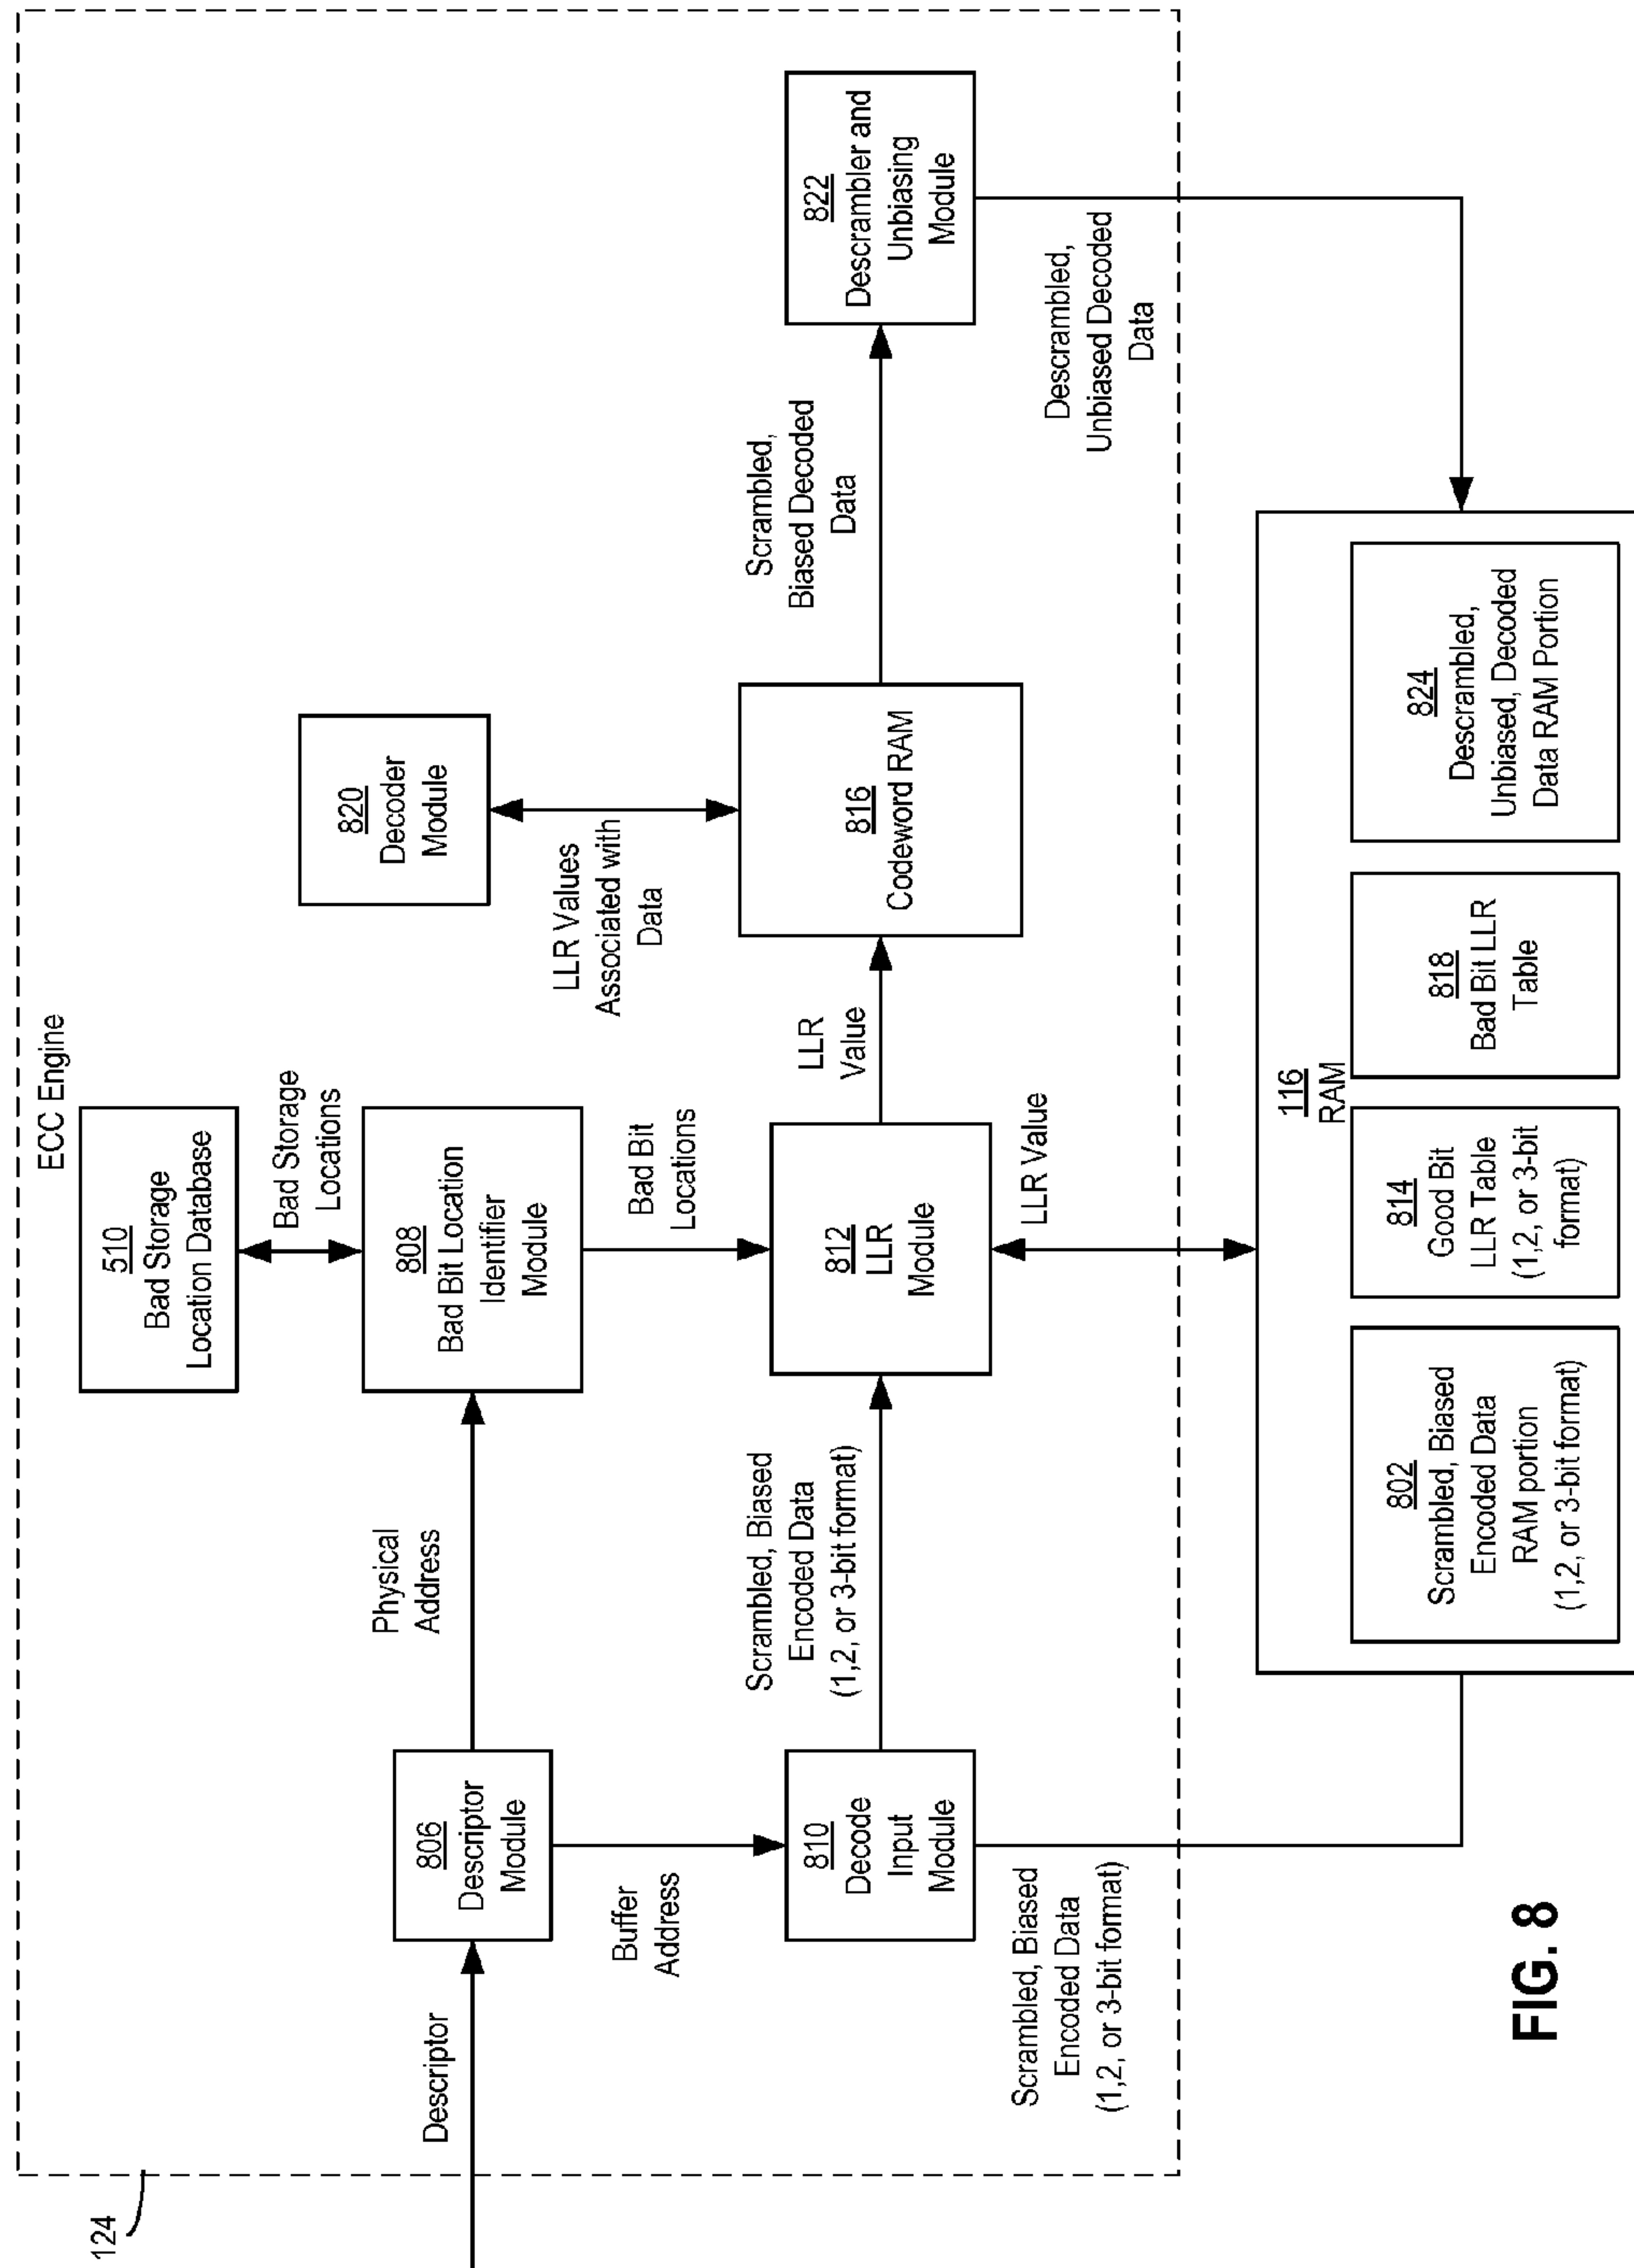 124
ECC Engine
510
Bad Storage
Location Database
Bad Storage
Locations
Descriptor
806
Descriptor
Module
Physical
Address
808
Bad Bit Location
Identifier
Module
820
Decoder
Module
Buffer
Address
Bad Bit
Locations
LLR Values
Associated with
Data
810
Decode
Input
Module
Scrambled, Biased
Encoded Data
(1,2, or 3-bit format)
812
LLR
Module
LLR
Value
816
Codeword RAM
Scrambled,
Biased Decoded
Data
822
Descrambler and
Unbiasing
Module
Scrambled, Biased
Encoded Data
(1,2, or 3-bit format)
LLR Value
Descrambled,
Unbiased Decoded
Data
116
RAM
802
Scrambled, Biased
Encoded Data
RAM portion
(1,2, or 3-bit format)
814
Good Bit
LLR Table
(1,2, or 3-bit
format)
818
Bad Bit LLR
Table
824
Descrambled,
Unbiased, Decoded
Data RAM Portion
FIG. 8